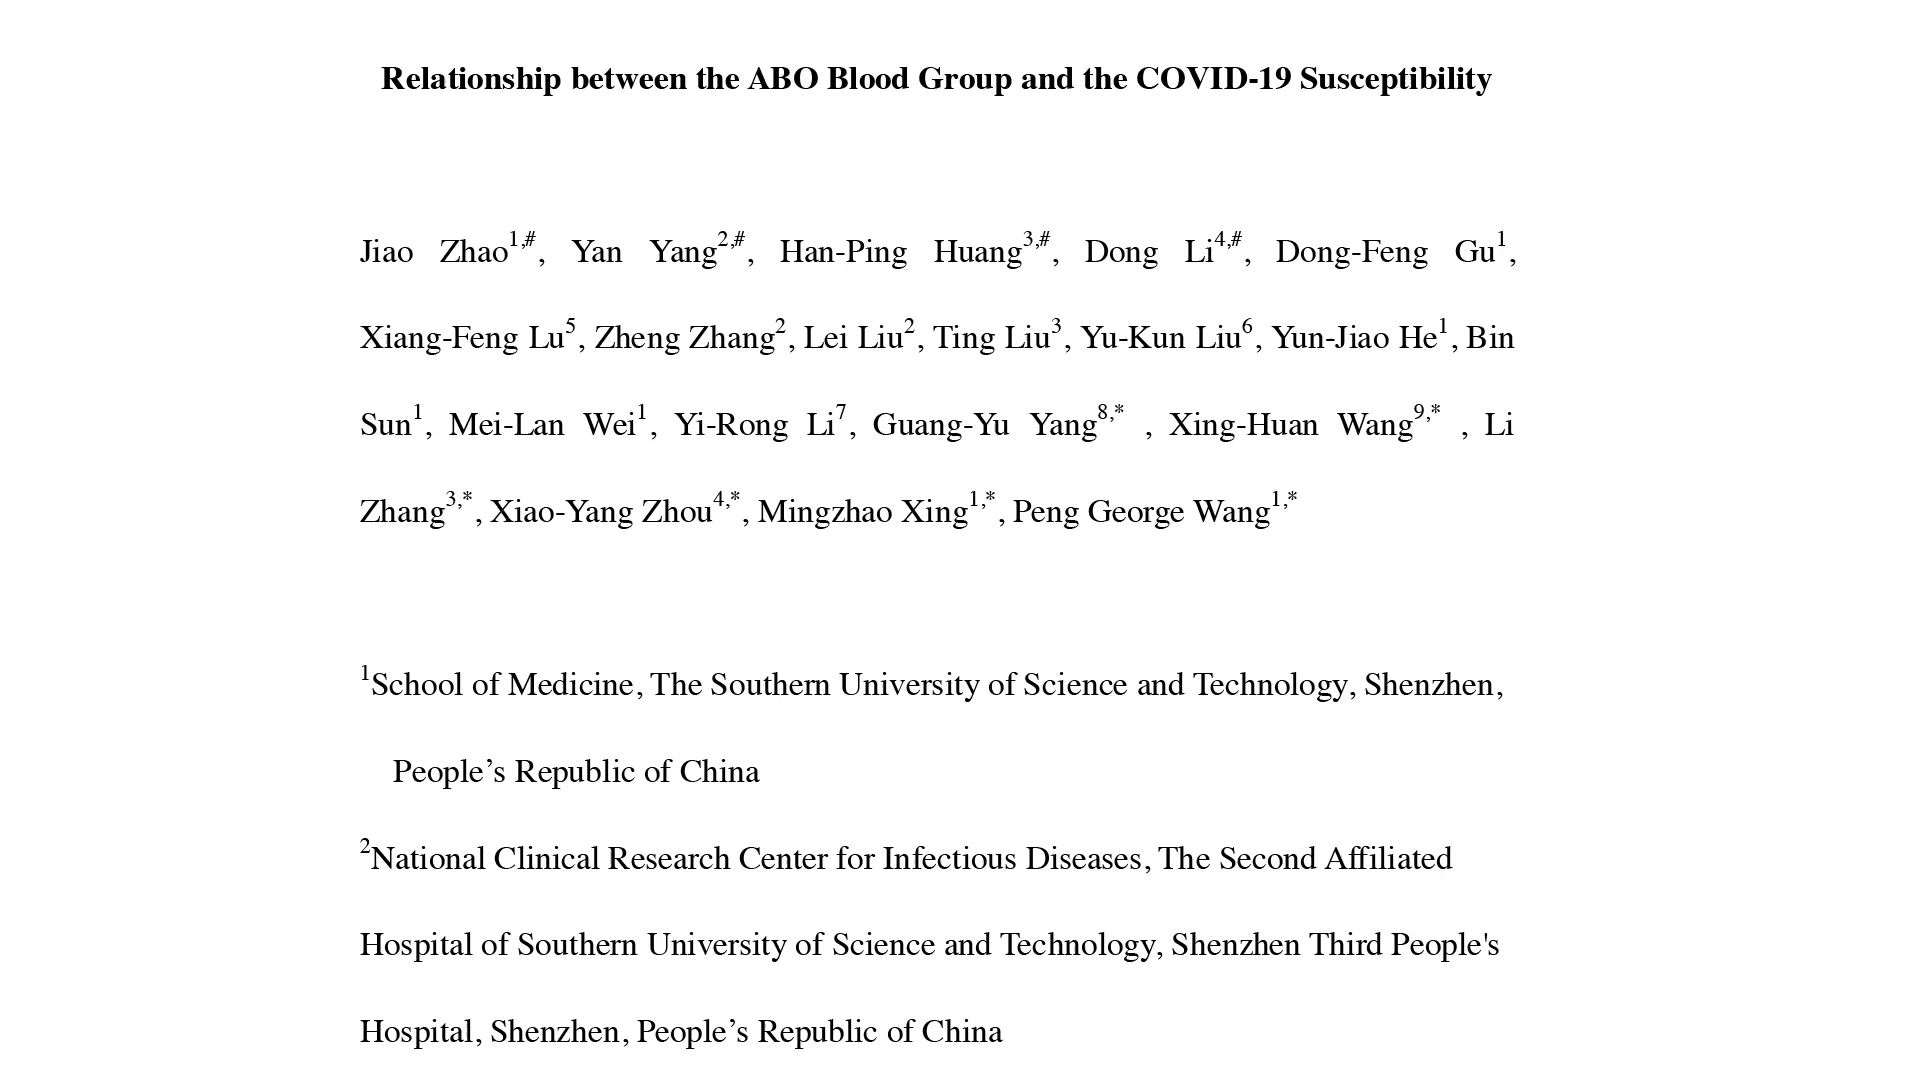 Relationship between the ABO Blood Group and the COVID-19 Susceptibility
Jiao Zhao1,#, Yan Yang2,#, Han-Ping Huang3,#, Dong Li4,#, Dong-Feng Gu1,
Xiang-Feng Lu5, Zheng Zhang2, Lei Liu2, Ting Liu3, Yu-Kun Liu6, Yun-Jiao He1, Bin
Sun1, Mei-Lan Wei1, Yi-Rong Li7, Guang-Yu Yang8,* , Xing-Huan Wang9,* , Li
Zhang3,*, Xiao-Yang Zhou4,*, Mingzhao Xing1,*, Peng George Wang1,*
1School of Medicine, The Southern University of Science and Technology, Shenzhen,
People’s Republic of China
2National Clinical Research Center for Infectious Diseases, The Second Affiliated
Hospital of Southern University of Science and Technology, Shenzhen Third People's
Hospital, Shenzhen, People’s Republic of China